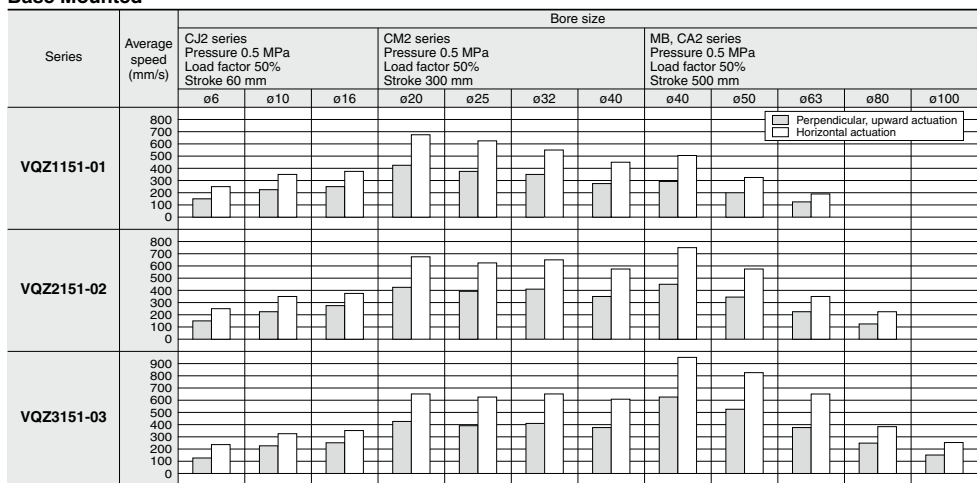 Base Mounted
Bore size
Series
Average
speed
(mm/s)
CJ2 series
Pressure 0.5 MPa
Load factor 50%
Stroke 60 mm
CM2 series
Pressure 0.5 MPa
Load factor 50%
Stroke 300 mm
MB, CA2 series
Pressure 0.5 MPa
Load factor 50%
Stroke 500 mm
ø6 ø10 ø16 ø20 ø25 ø32 ø40 ø40 ø50 ø63 ø80 ø100
Perpendicular, upward actuation
Horizontal actuation
VQZ1151-01
800
700
600
500
400
300
200
100
0
VQZ2151-02
800
700
600
500
400
300
200
100
0
VQZ3151-03
900
800
700
600
500
400
300
200
100
0